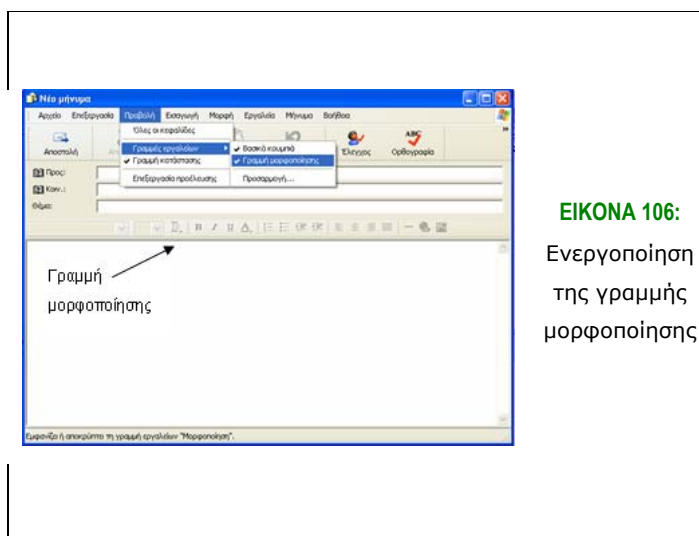 Νέο μήνυμα
Αρχείο Επεξεργασία Προβολή Εισαγωγή Μορφή Εργαλεία Μήνυμα Βοήθεια
Όλες οι κεφαλίδες
Γραμμές εργαλείων
Γραμμή κατάστασης
Επεξεργασία προέλευσης
Βασικά κουμπιά
Γραμμή μορφοποίησης
Προσαρμογή...
Αποστολή
Έλεγχος
ABC
Ορθογραφία
Προς:
Κοιν.:
Θέμα:
Γραμμή
μορφοποίησης
Εμφανίζει ή αποκρύπτει τη γραμμή εργαλείων "Μορφοποίηση".
ΕΙΚΟΝΑ 106:
Ενεργοποίηση
της γραμμής
μορφοποίησης